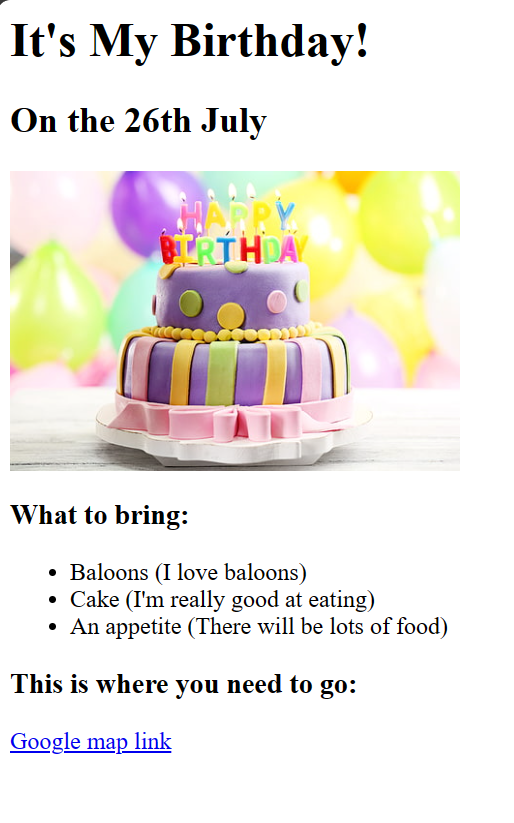 It's My Birthday!
On the 26th July
HAPPY
BIRTHDAY
What to bring:
Baloons (I love baloons)
Cake (I'm really good at eating)
An appetite (There will be lots of food)
This is where you need to go:
Google map link